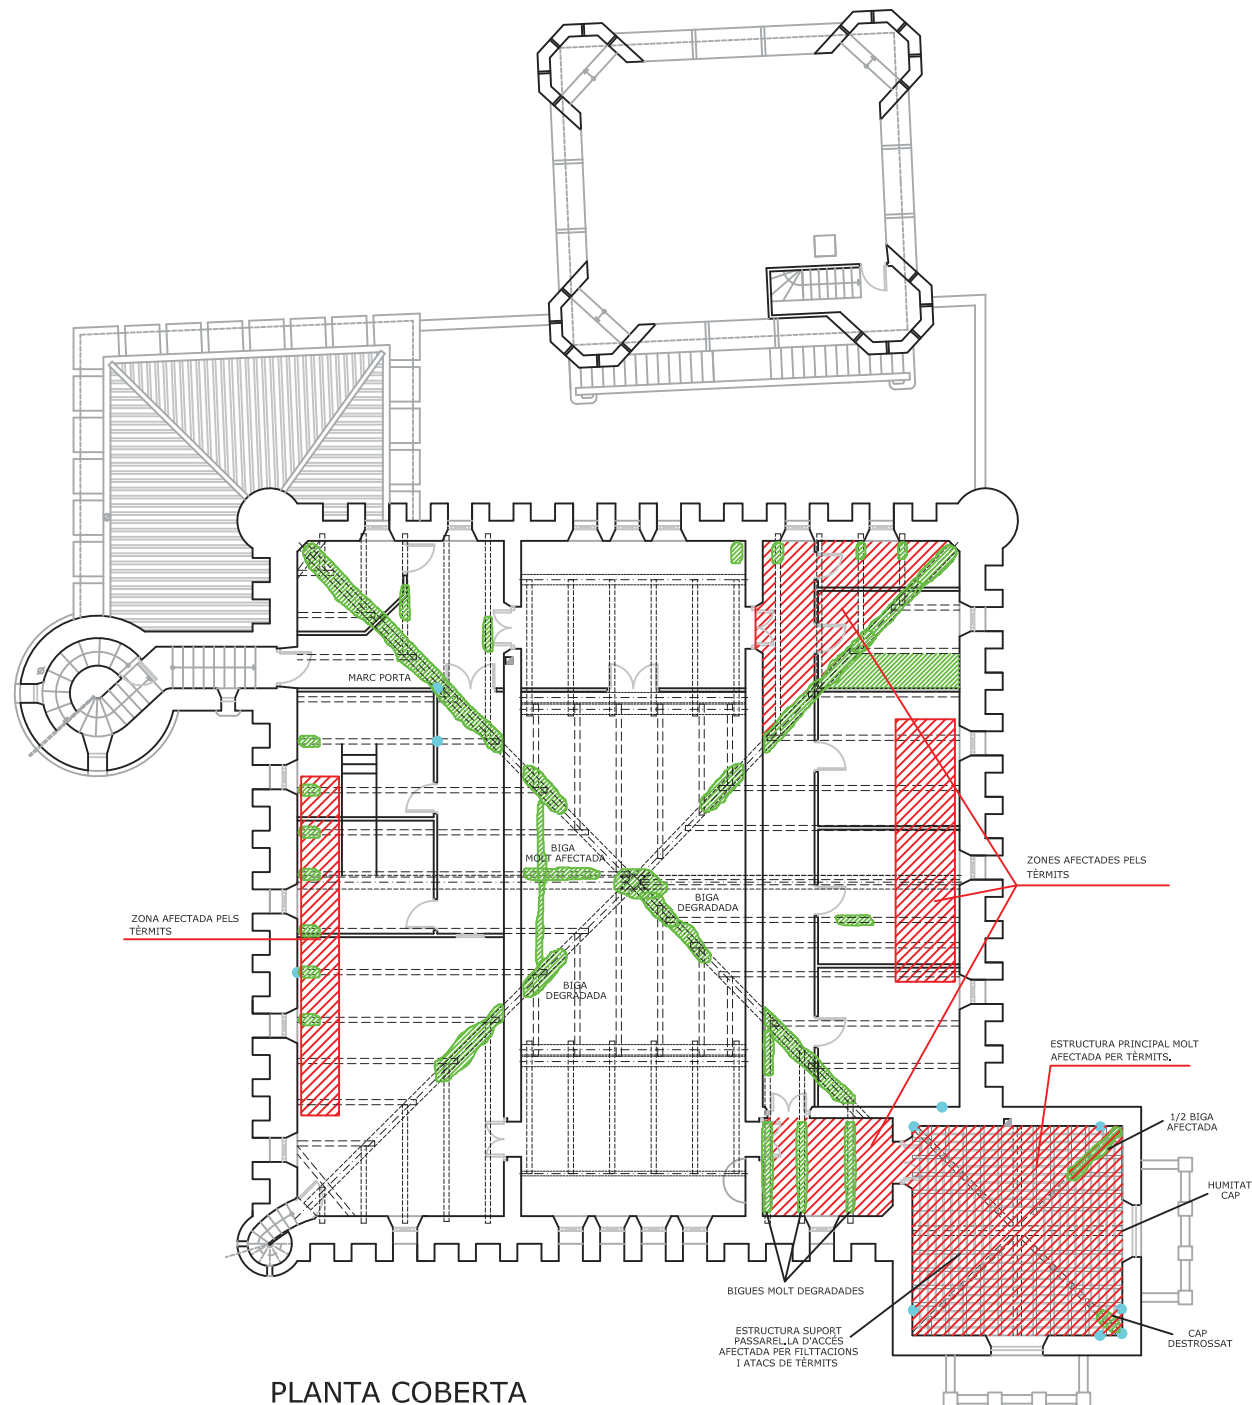 MARC PORTA
BIGA
MOLT AFECTADA
BIGA
DEGRADADA
ZONES AFECTADES PELS
TÈRMITS
ZONA AFECTADA PELS
TÈRMITS
BIGA
DEGRADADA
ESTRUCTURA PRINCIPAL MOLT
AFECTADA PER TÈRMITS.
1/2 BIGA
AFECTADA
HUMITAT
CAP
BIGUES MOLT DEGRADADES
ESTRUCTURA SUPORT
PASSAREL.LA D'ACCÉS
AFECTADA PER FILTTACIONS
I ATACS DE TÈRMITS
CAP
DESTROSSAT
PLANTA COBERTA